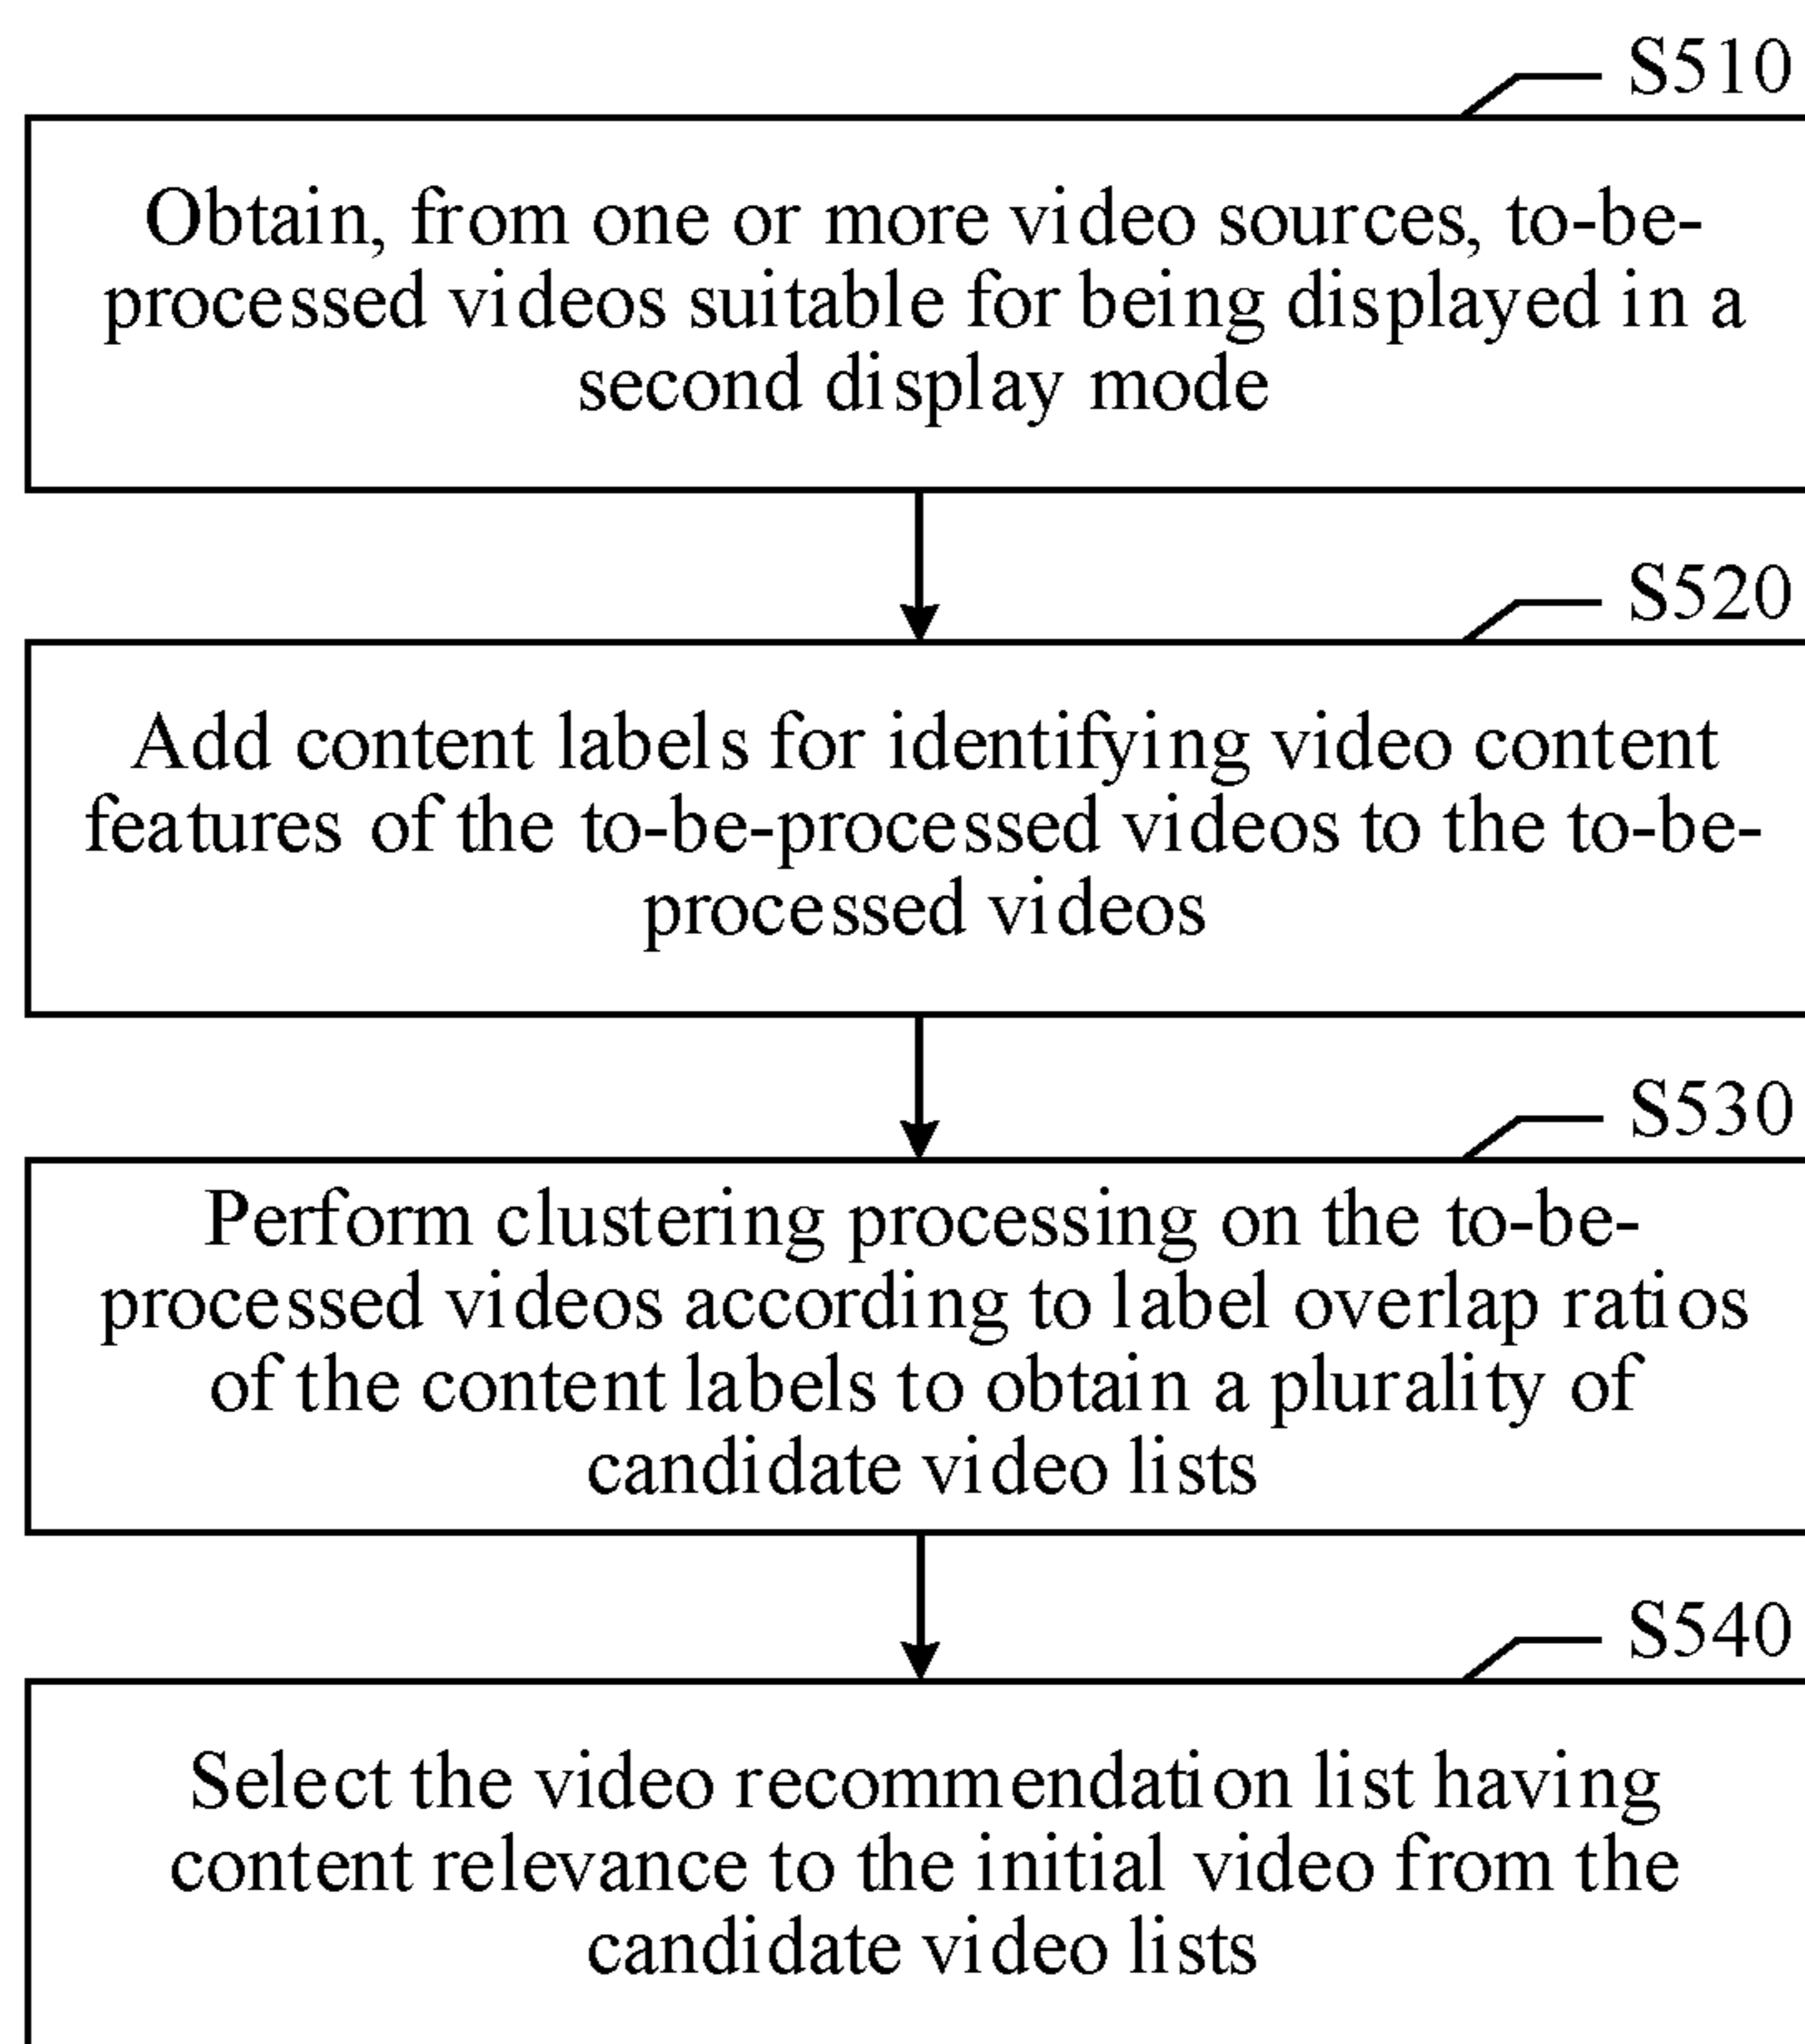 S510
Obtain, from one or more video sources, to-be-
processed videos suitable for being displayed in a
second display mode
S520
Add content labels for identifying video content
features of the to-be-processed videos to the to-be-
processed videos
S530
Perform clustering processing on the to-be-
processed videos according to label overlap ratios
of the content labels to obtain a plurality of
candidate video lists
S540
Select the video recommendation list having
content relevance to the initial video from the
candidate video lists